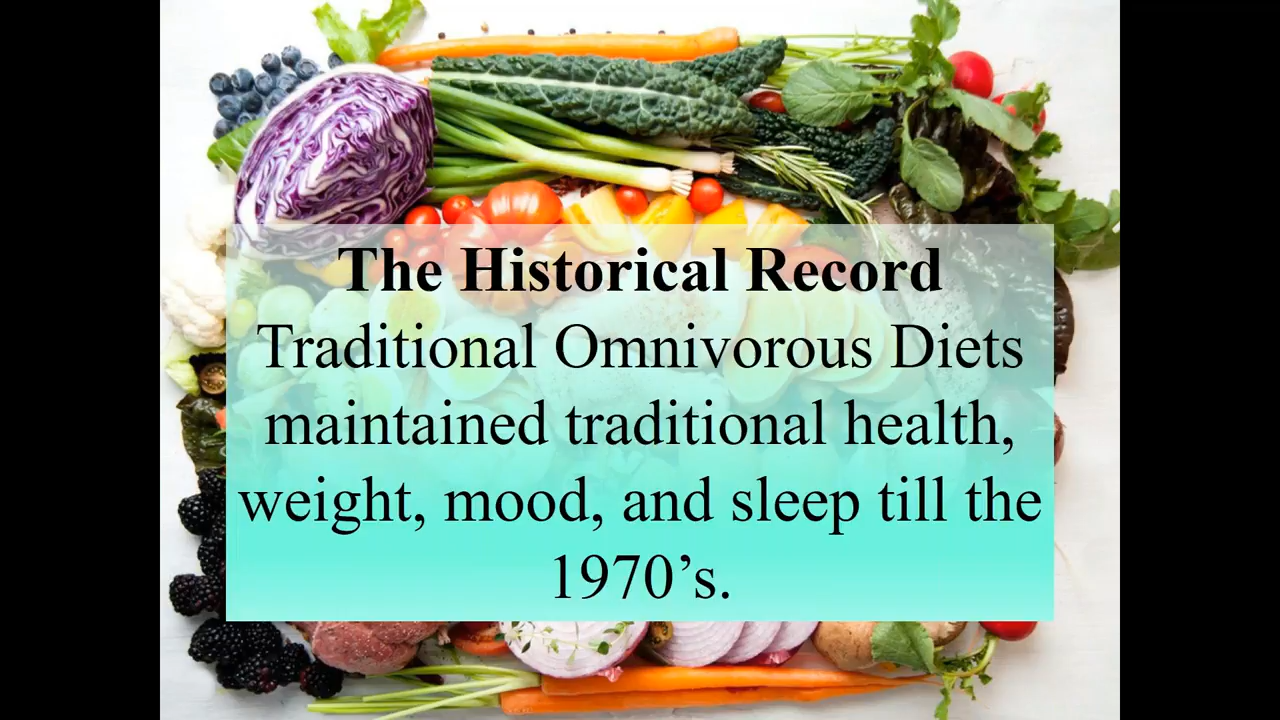 The Historical Record
Traditional Omnivorous Diets
maintained traditional health,
weight, mood, and sleep till the
1970’s.